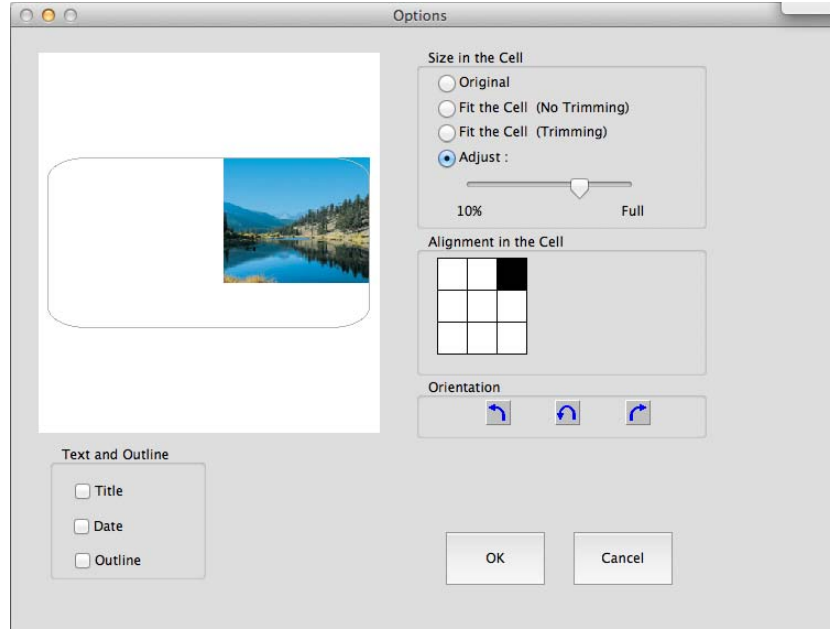 Options
Size in the Cell
Original
Fit the Cell (No Trimming)
Fit the Cell (Trimming)
Adjust :
10% Full
Alignment in the Cell
Orientation
Text and Outline
Title
Date
Outline
OK Cancel